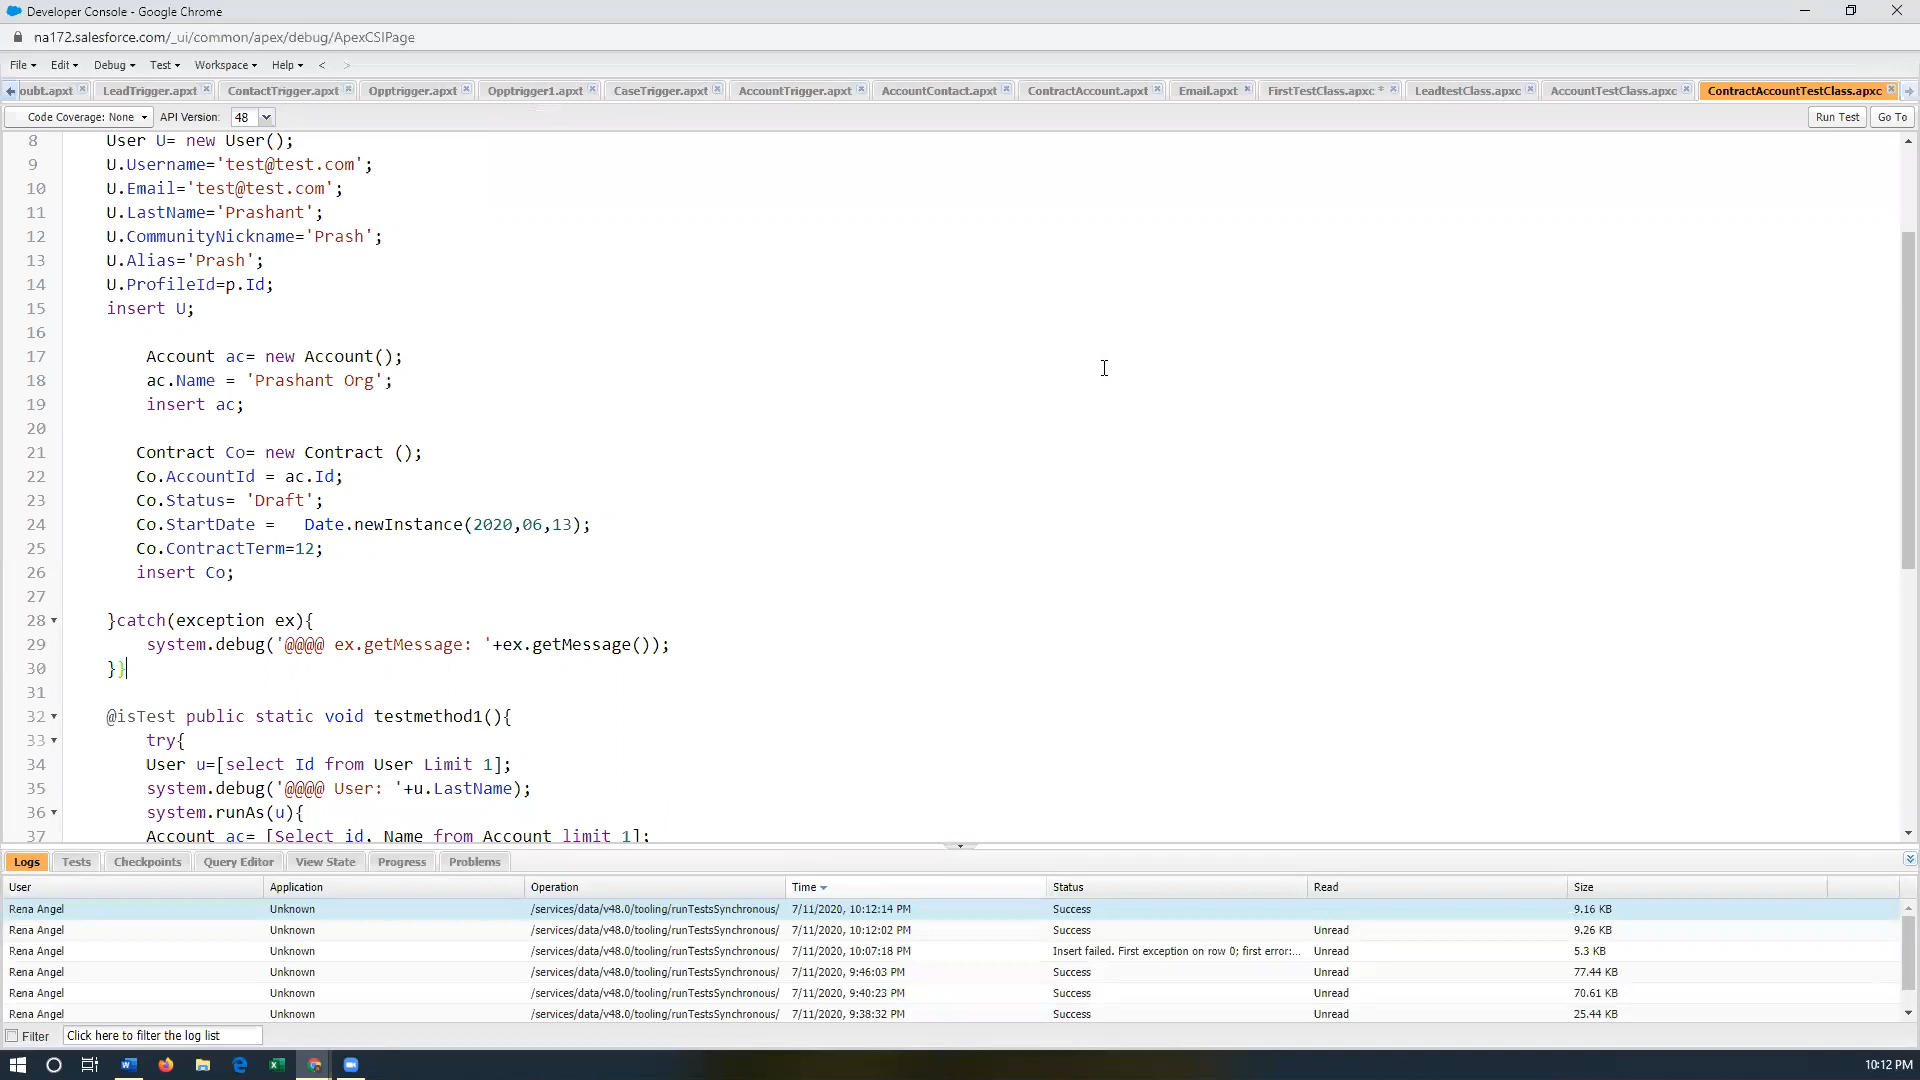 Developer Console - Google Chrome
na172.salesforce.com/_ui/common/apex/debug/ApexCSIPage
File Edit Debug Test Workspace Help < >
oubt.apxt LeadTrigger.apxt ContactTrigger.apxt Opptrigger.apxt Opptrigger1.apxt CaseTrigger.apxt AccountTrigger.apxt AccountContact.apxt ContractAccount.apxt Email.apxt FirstTestClass.apxc * LeadtestClass.apxc AccountTestClass.apxc ContractAccountTestClass.apxc
Code Coverage: None API Version: 48 Run Test Go To
8 User U= new User();
9 U.Username='test@test.com';
10 U.Email='test@test.com';
11 U.LastName='Prashant';
12 U.CommunityNickname='Prash';
13 U.Alias='Prash';
14 U.ProfileId=p.Id;
15 insert U;
16
17 Account ac= new Account();
18 ac.Name = 'Prashant Org';
19 insert ac;
20
21 Contract Co= new Contract ();
22 Co.AccountId = ac.Id;
23 Co.Status= 'Draft';
24 Co.StartDate = Date.newInstance(2020,06,13);
25 Co.ContractTerm=12;
26 insert Co;
27
28 }catch(exception ex){
29 system.debug('@@@@ ex.getMessage: '+ex.getMessage());
30 }}
31
32 @isTest public static void testmethod1(){
33 try{
34 User u=[select Id from User Limit 1];
35 system.debug('@@@@ User: '+u.LastName);
36 system.runAs(u){
37 Account ac= [Select id, Name from Account limit 1];
Logs Tests Checkpoints Query Editor View State Progress Problems
User Application Operation Time Status Read Size
Rena Angel Unknown /services/data/v48.0/tooling/runTestsSynchronous/ 7/11/2020, 10:12:14 PM Success 9.16 KB
Rena Angel Unknown /services/data/v48.0/tooling/runTestsSynchronous/ 7/11/2020, 10:12:02 PM Success Unread 9.26 KB
Rena Angel Unknown /services/data/v48.0/tooling/runTestsSynchronous/ 7/11/2020, 10:07:18 PM Insert failed. First exception on row 0; first error:... Unread 5.3 KB
Rena Angel Unknown /services/data/v48.0/tooling/runTestsSynchronous/ 7/11/2020, 9:46:03 PM Success Unread 77.44 KB
Rena Angel Unknown /services/data/v48.0/tooling/runTestsSynchronous/ 7/11/2020, 9:40:23 PM Success Unread 70.61 KB
Rena Angel Unknown /services/data/v48.0/tooling/runTestsSynchronous/ 7/11/2020, 9:38:32 PM Success Unread 25.44 KB
Filter Click here to filter the log list
10:12 PM